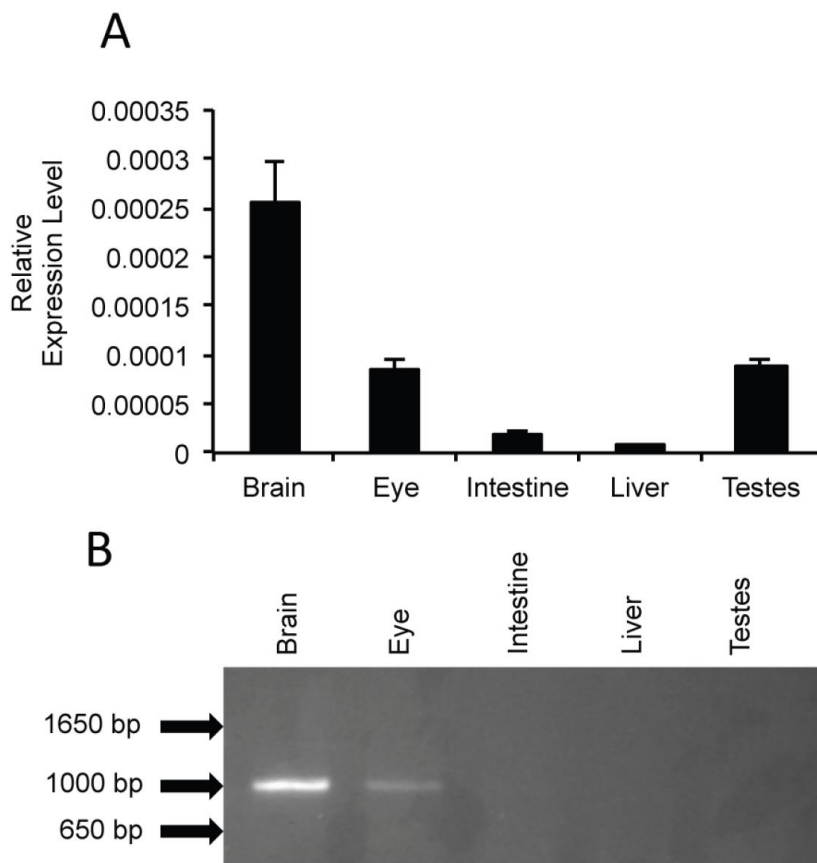 A
Relative
Expression Level
0.00035
0.0003
0.00025
0.0002
0.00015
0.0001
0.00005
0
Brain Eye Intestine Liver Testes
B
Brain Eye Intestine Liver Testes
1650 bp
1000 bp
650 bp